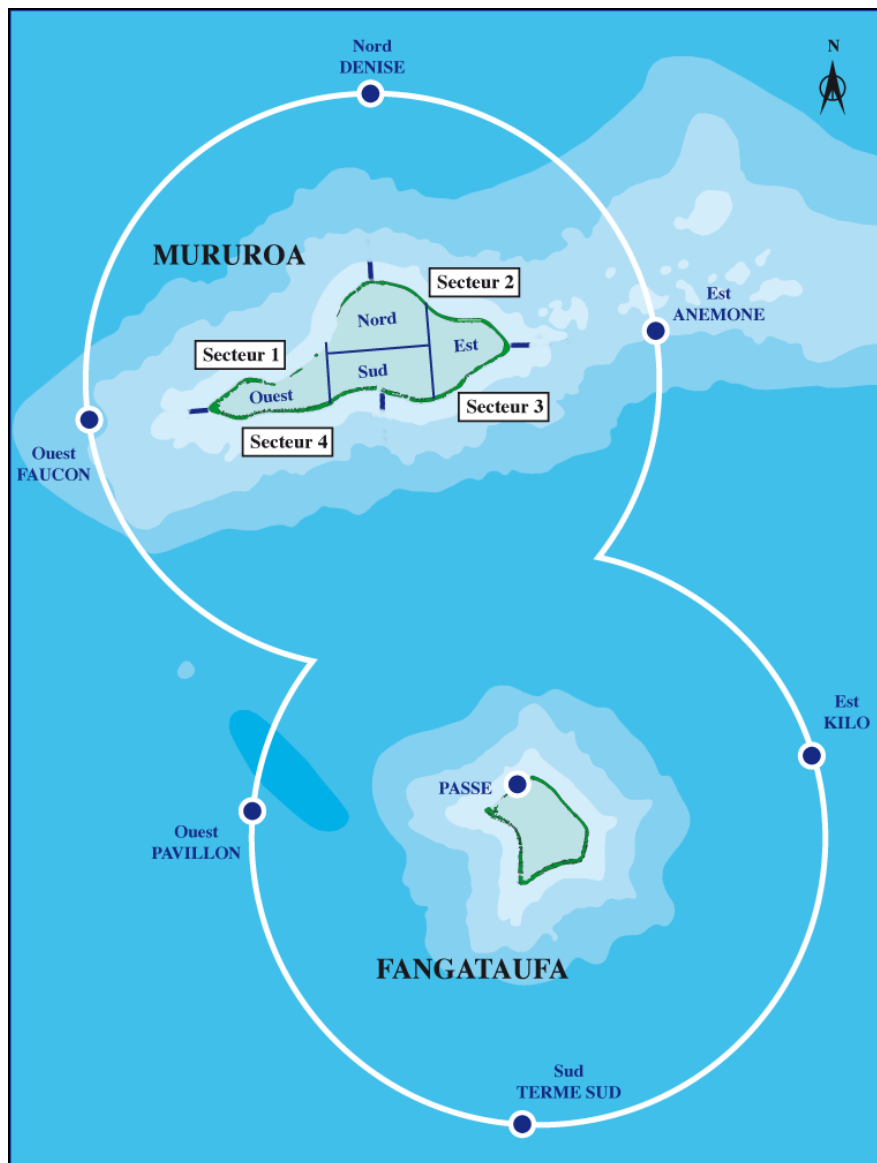 Nord
DENISE
N
MURUROA
Secteur 2
Nord
Est
ANEMONE
Est
Secteur 1
Sud
Ouest
Secteur 3
Secteur 4
Ouest
FAUCON
Est
KILO
PASSE
Ouest
PAVILLON
FANGATAUFA
Sud
TERME SUD